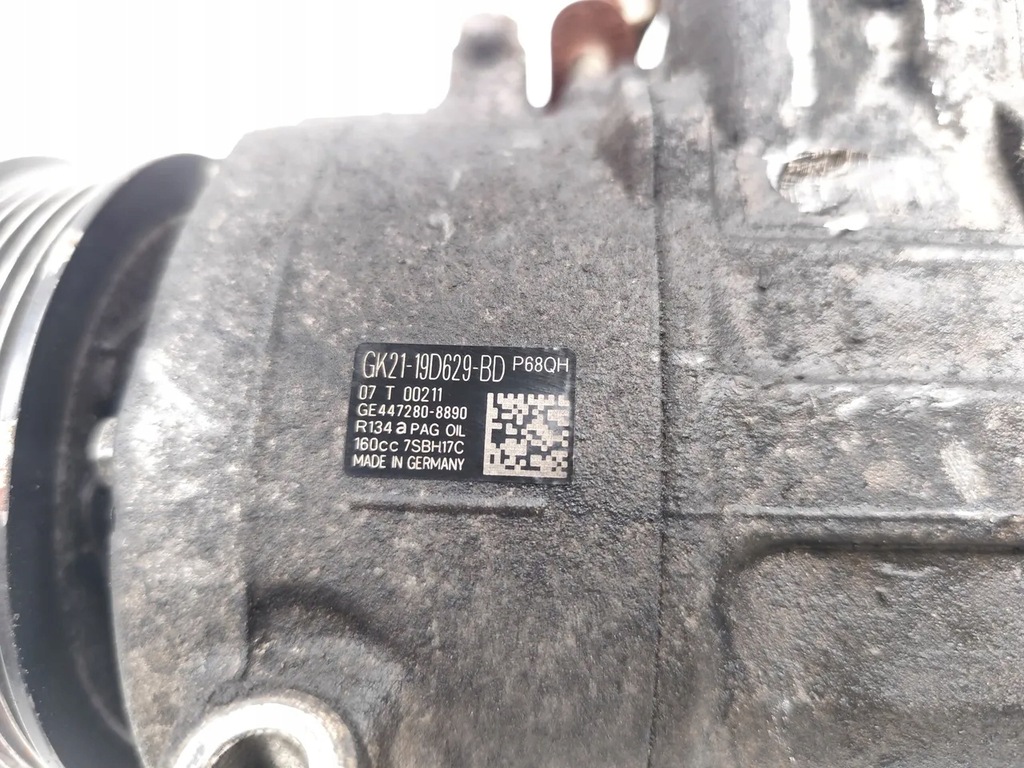 GK21-19D629-BD P68QH
07 T 00211
GE447280-8890
R134a PAG OIL
160cc 7SBH17C
MADE IN GERMANY